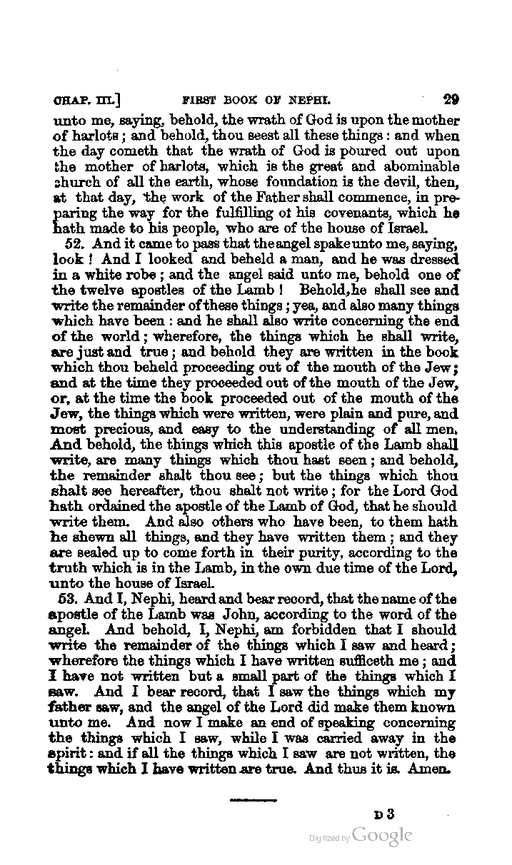 CHAP. III.] FIRST BOOK OF NEPHI. 29
unto me, saying, behold, the wrath of God is upon the mother
of harlots; and behold, thou seest all these things: and when
the day cometh that the wrath of God is poured out upon
the mother of harlots, which is the great and abominable
church of all the earth, whose foundation is the devil, then,
at that day, the work of the Father shall commence, in pre-
paring the way for the fulfilling of his covenants, which he
hath made to his people, who are of the house of Israel.
52. And it came to pass that the angel spake unto me, saying,
look! And I looked and beheld a man, and he was dressed
in a white robe; and the angel said unto me, behold one of
the twelve apostles of the Lamb! Behold, he shall see and
write the remainder of these things; yea, and also many things
which have been: and he shall also write concerning the end
of the world; wherefore, the things which he shall write,
are just and true; and behold they are written in the book
which thou beheld proceeding out of the mouth of the Jew;
and at the time they proceeded out of the mouth of the Jew,
or, at the time the book proceeded out of the mouth of the
Jew, the things which were written, were plain and pure, and
most precious, and easy to the understanding of all men.
And behold, the things which this apostle of the Lamb shall
write, are many things which thou hast seen; and behold,
the remainder shalt thou see; but the things which thou
shalt see hereafter, thou shalt not write; for the Lord God
hath ordained the apostle of the Lamb of God, that he should
write them. And also others who have been, to them hath
he shewn all things, and they have written them; and they
are sealed up to come forth in their purity, according to the
truth which is in the Lamb, in the own due time of the Lord,
unto the house of Israel.
53. And I, Nephi, heard and bear record, that the name of the
apostle of the Lamb was John, according to the word of the
angel. And behold, I, Nephi, am forbidden that I should
write the remainder of the things which I saw and heard;
wherefore the things which I have written sufficeth me; and
I have not written but a small part of the things which I
saw. And I bear record, that I saw the things which my
father saw, and the angel of the Lord did make them known
unto me. And now I make an end of speaking concerning
the things which I saw, while I was carried away in the
spirit: and if all the things which I saw are not written, the
things which I have written are true. And thus it is. Amen.
D 3
Digitized by Google